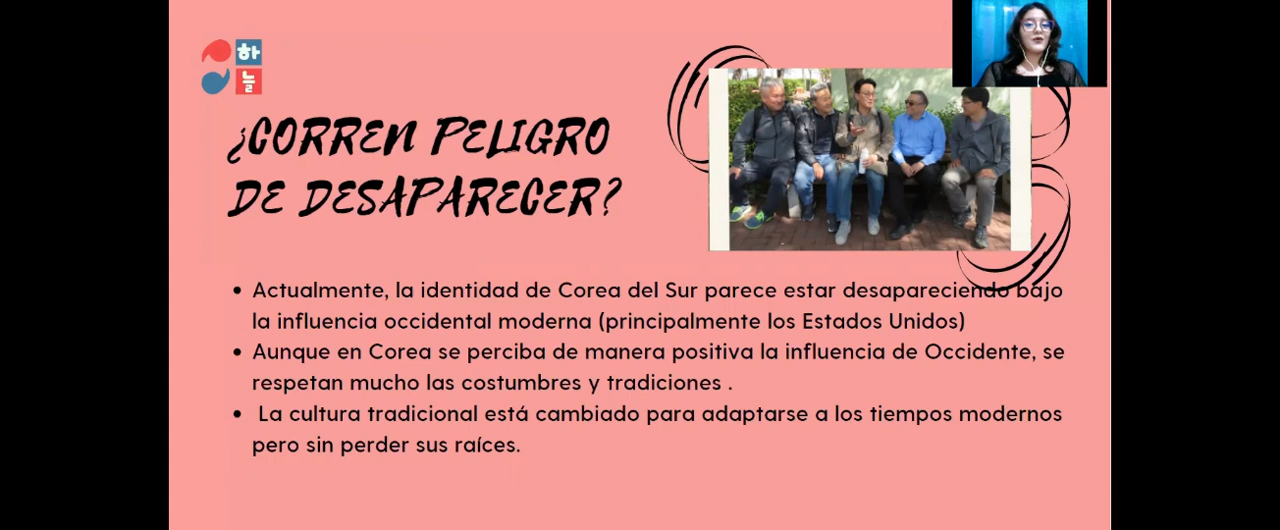 하
늘
¿CORREN PELIGRO
DE DESAPARECER?
• Actualmente, la identidad de Corea del Sur parece estar desapareciendo bajo
la influencia occidental moderna (principalmente los Estados Unidos)
• Aunque en Corea se perciba de manera positiva la influencia de Occidente, se
respetan mucho las costumbres y tradiciones .
• La cultura tradicional está cambiado para adaptarse a los tiempos modernos
pero sin perder sus raíces.